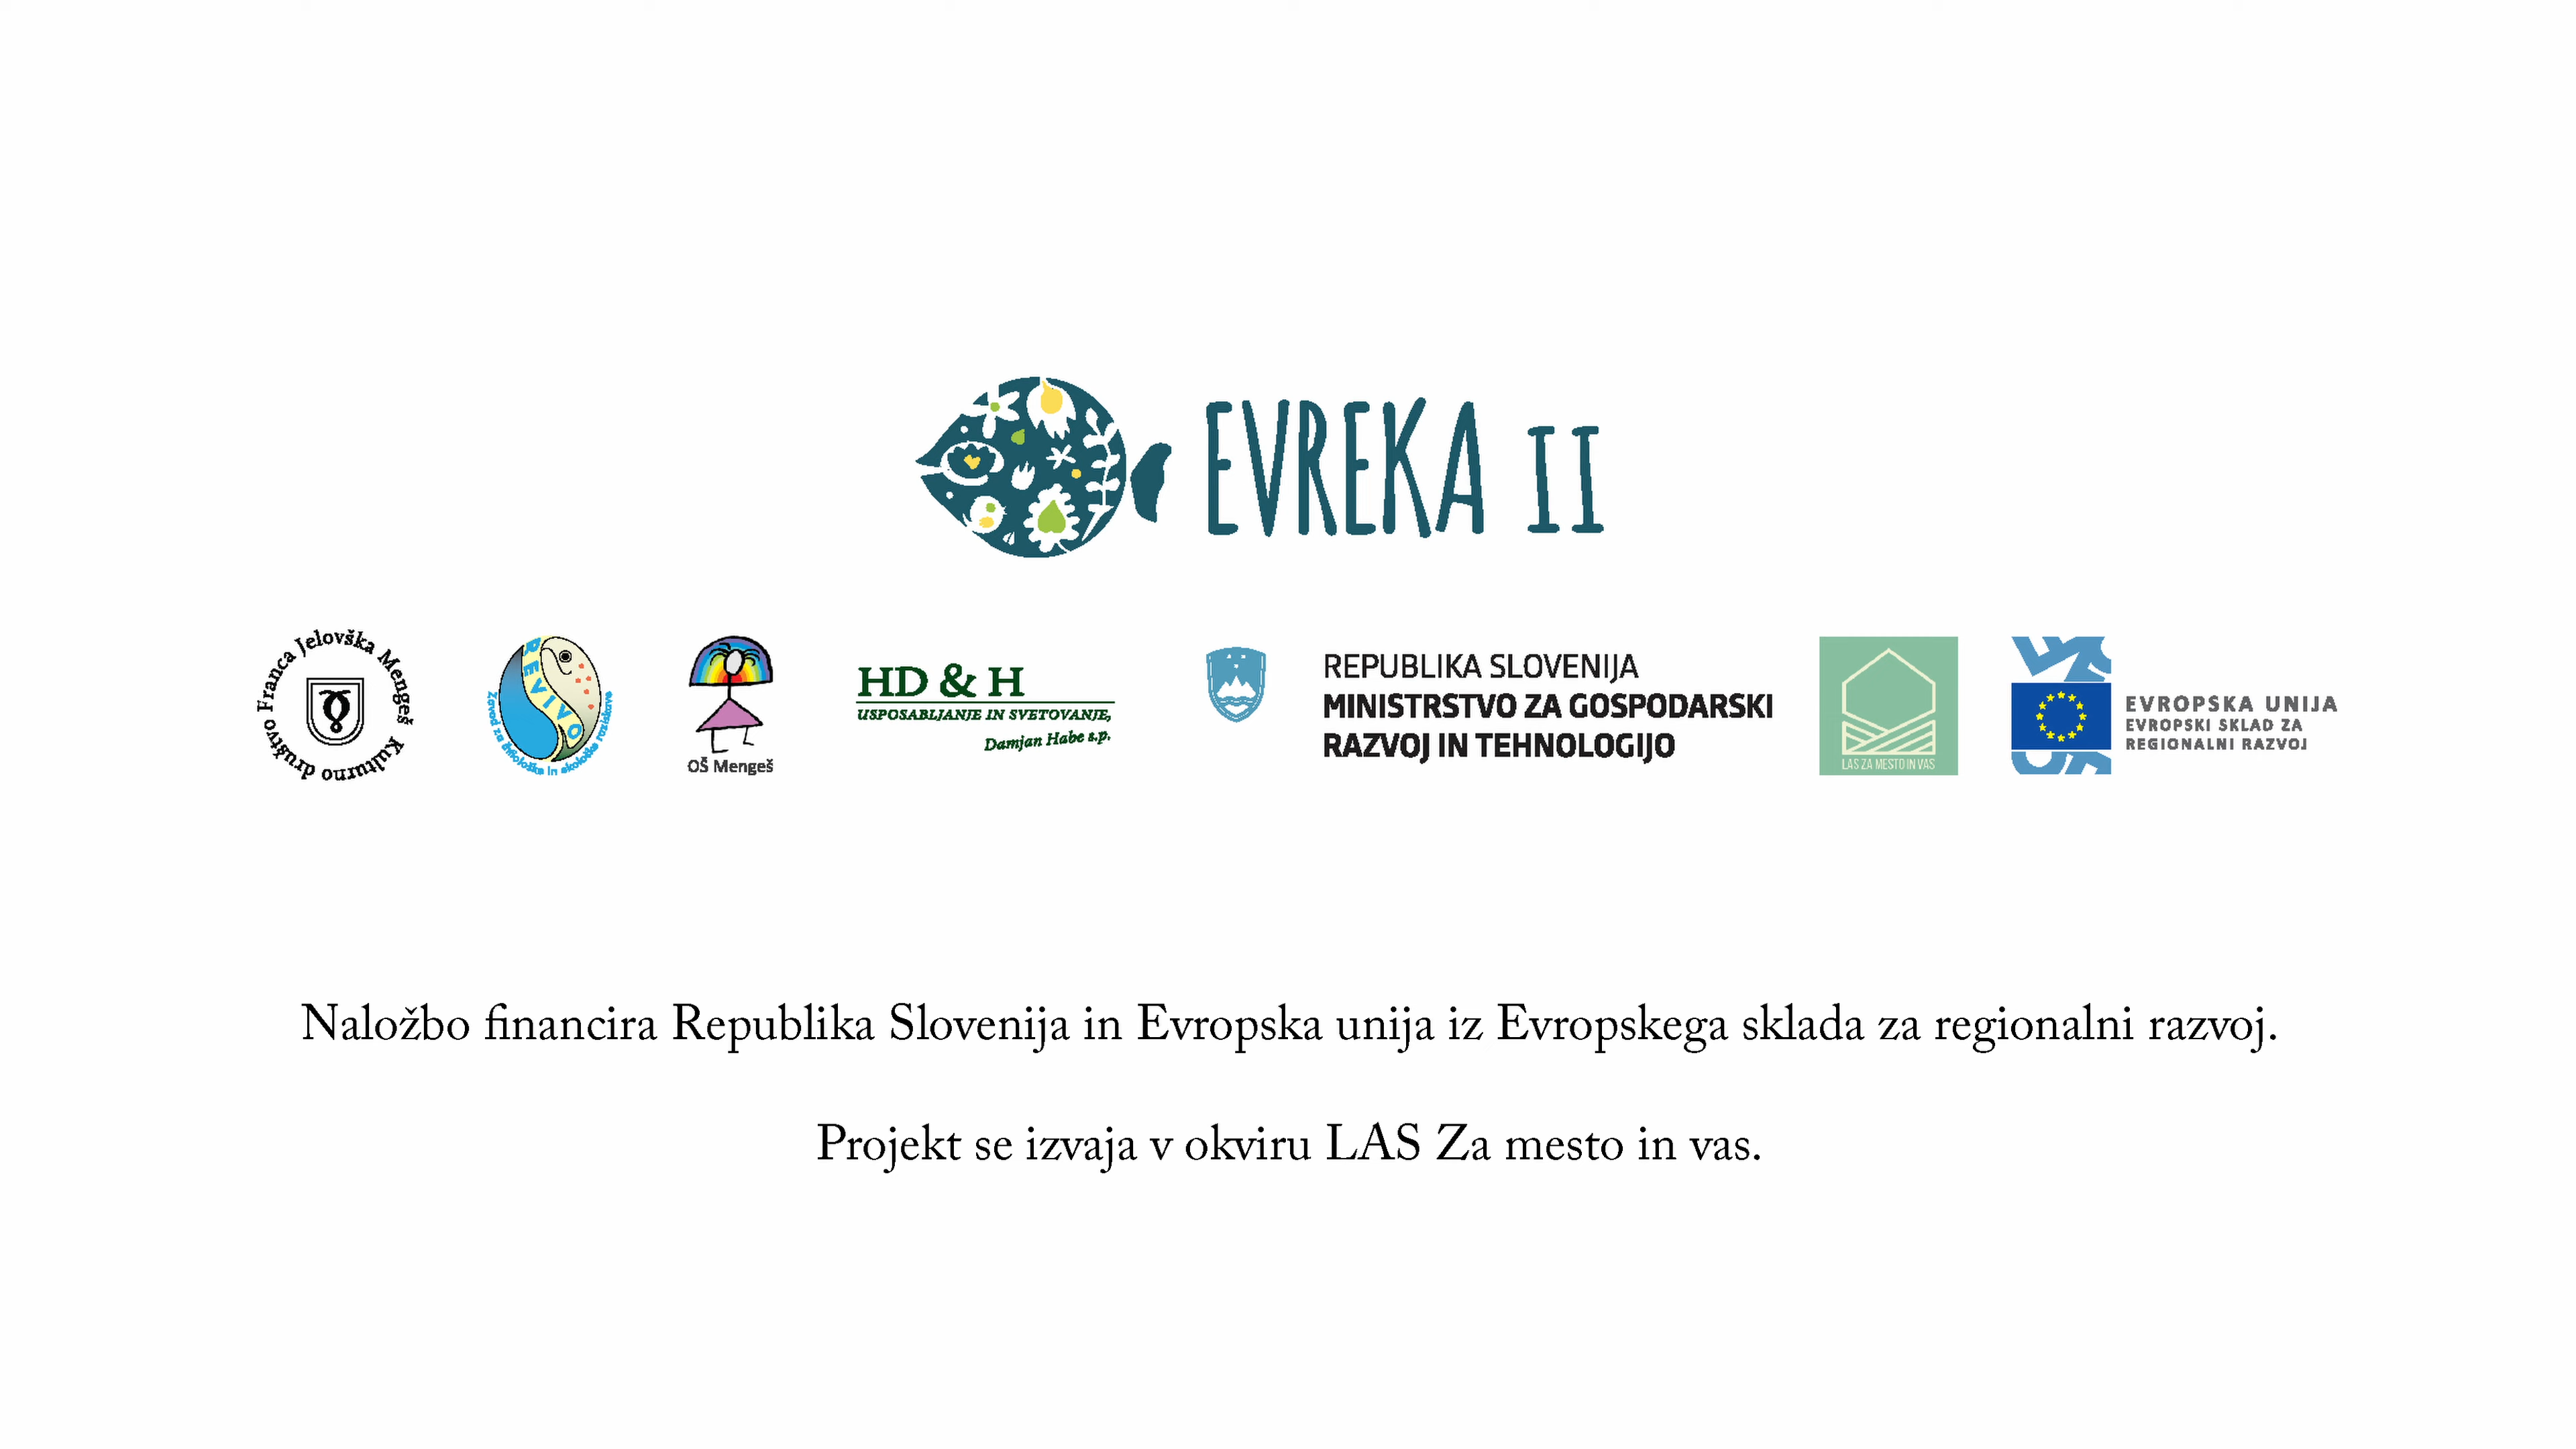 EVREKA II
Kulturno društvo Franca Jelovška Mengeš
REVIVO
Zavod za ihtiološke in ekološke raziskave
OŠ Mengeš
HD & H
USPOSABLJANJE IN SVETOVANJE,
Damjan Habe s.p.
REPUBLIKA SLOVENIJA
MINISTRSTVO ZA GOSPODARSKI
RAZVOJ IN TEHNOLOGIJO
LAS ZA MESTO IN VAS
EVROPSKA UNIJA
EVROPSKI SKLAD ZA
REGIONALNI RAZVOJ
Naložbo financira Republika Slovenija in Evropska unija iz Evropskega sklada za regionalni razvoj.
Projekt se izvaja v okviru LAS Za mesto in vas.